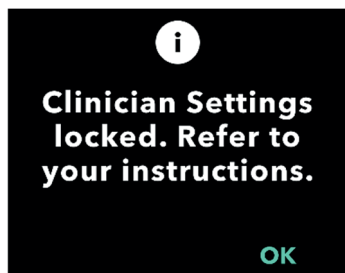 i
Clinician Settings
locked. Refer to
your instructions.
OK